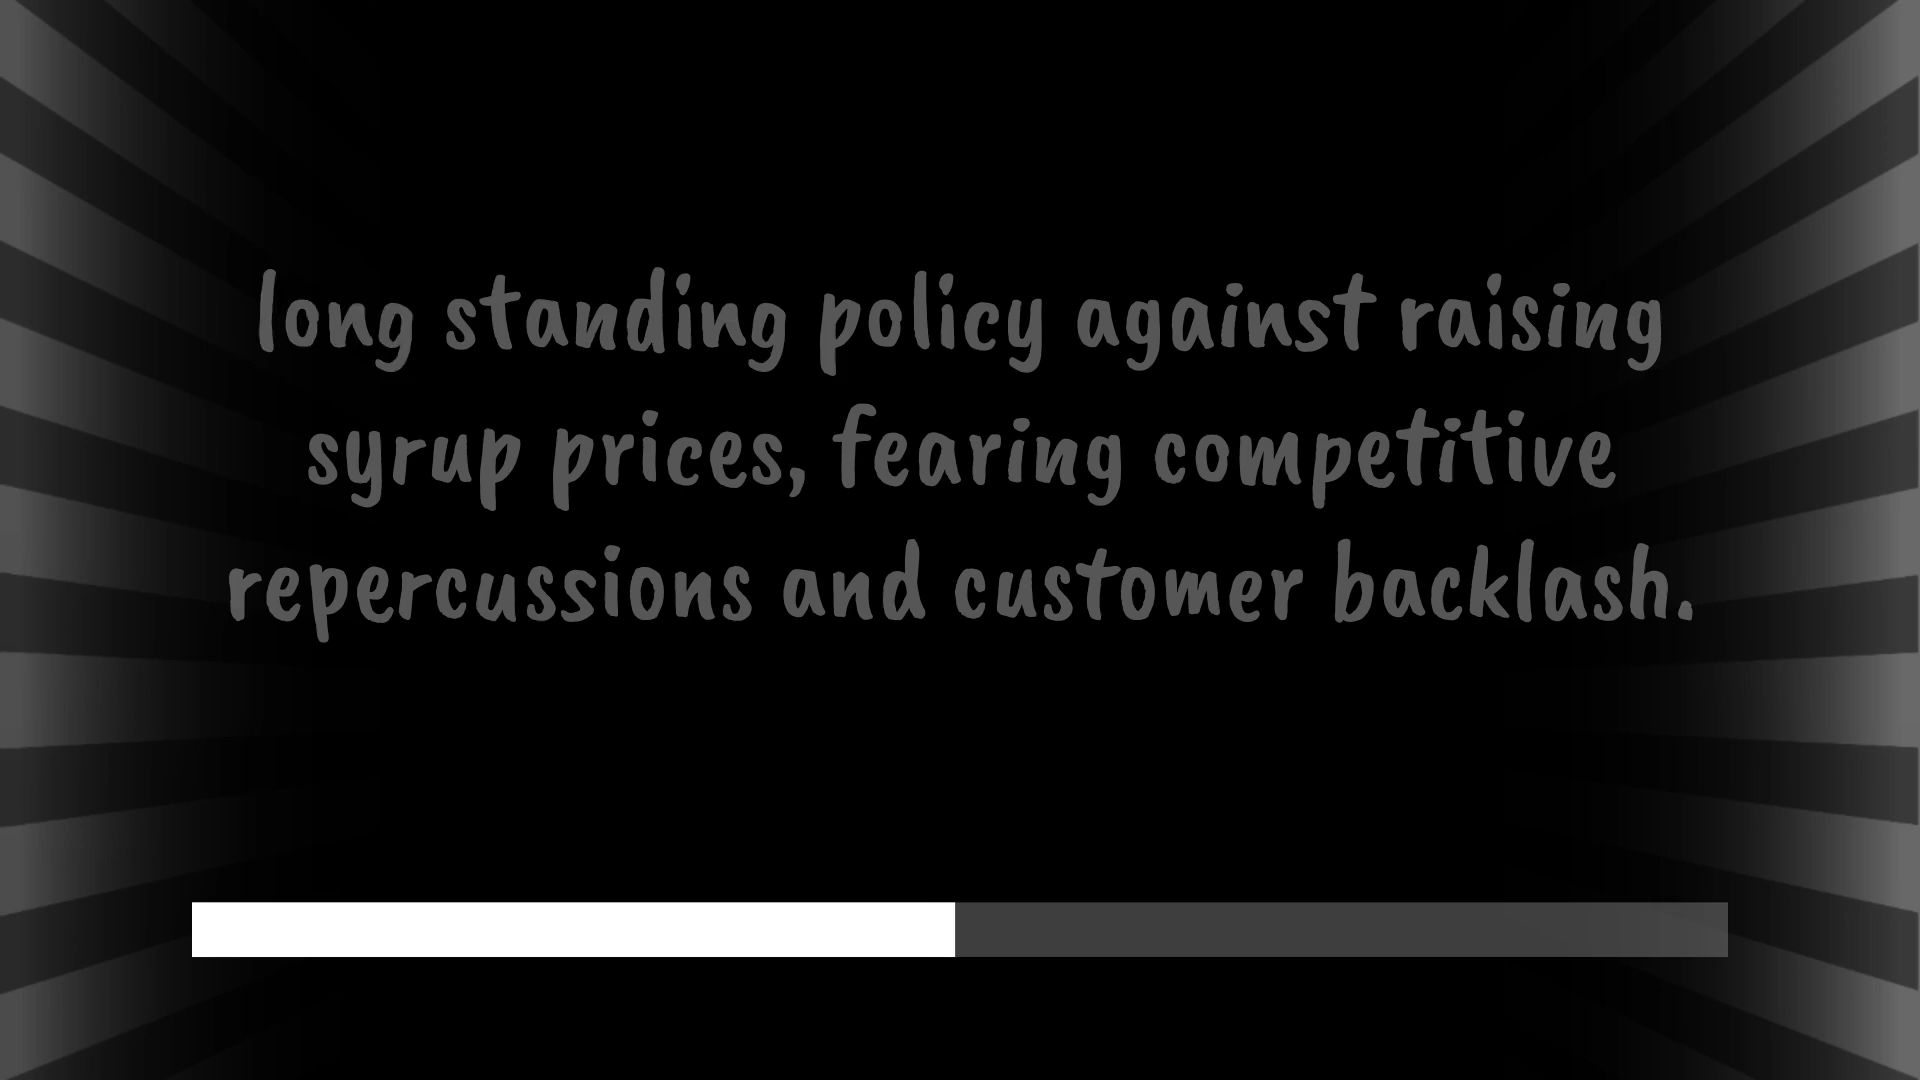 long standing policy against raising
syrup prices, fearing competitive
repercussions and customer backlash.